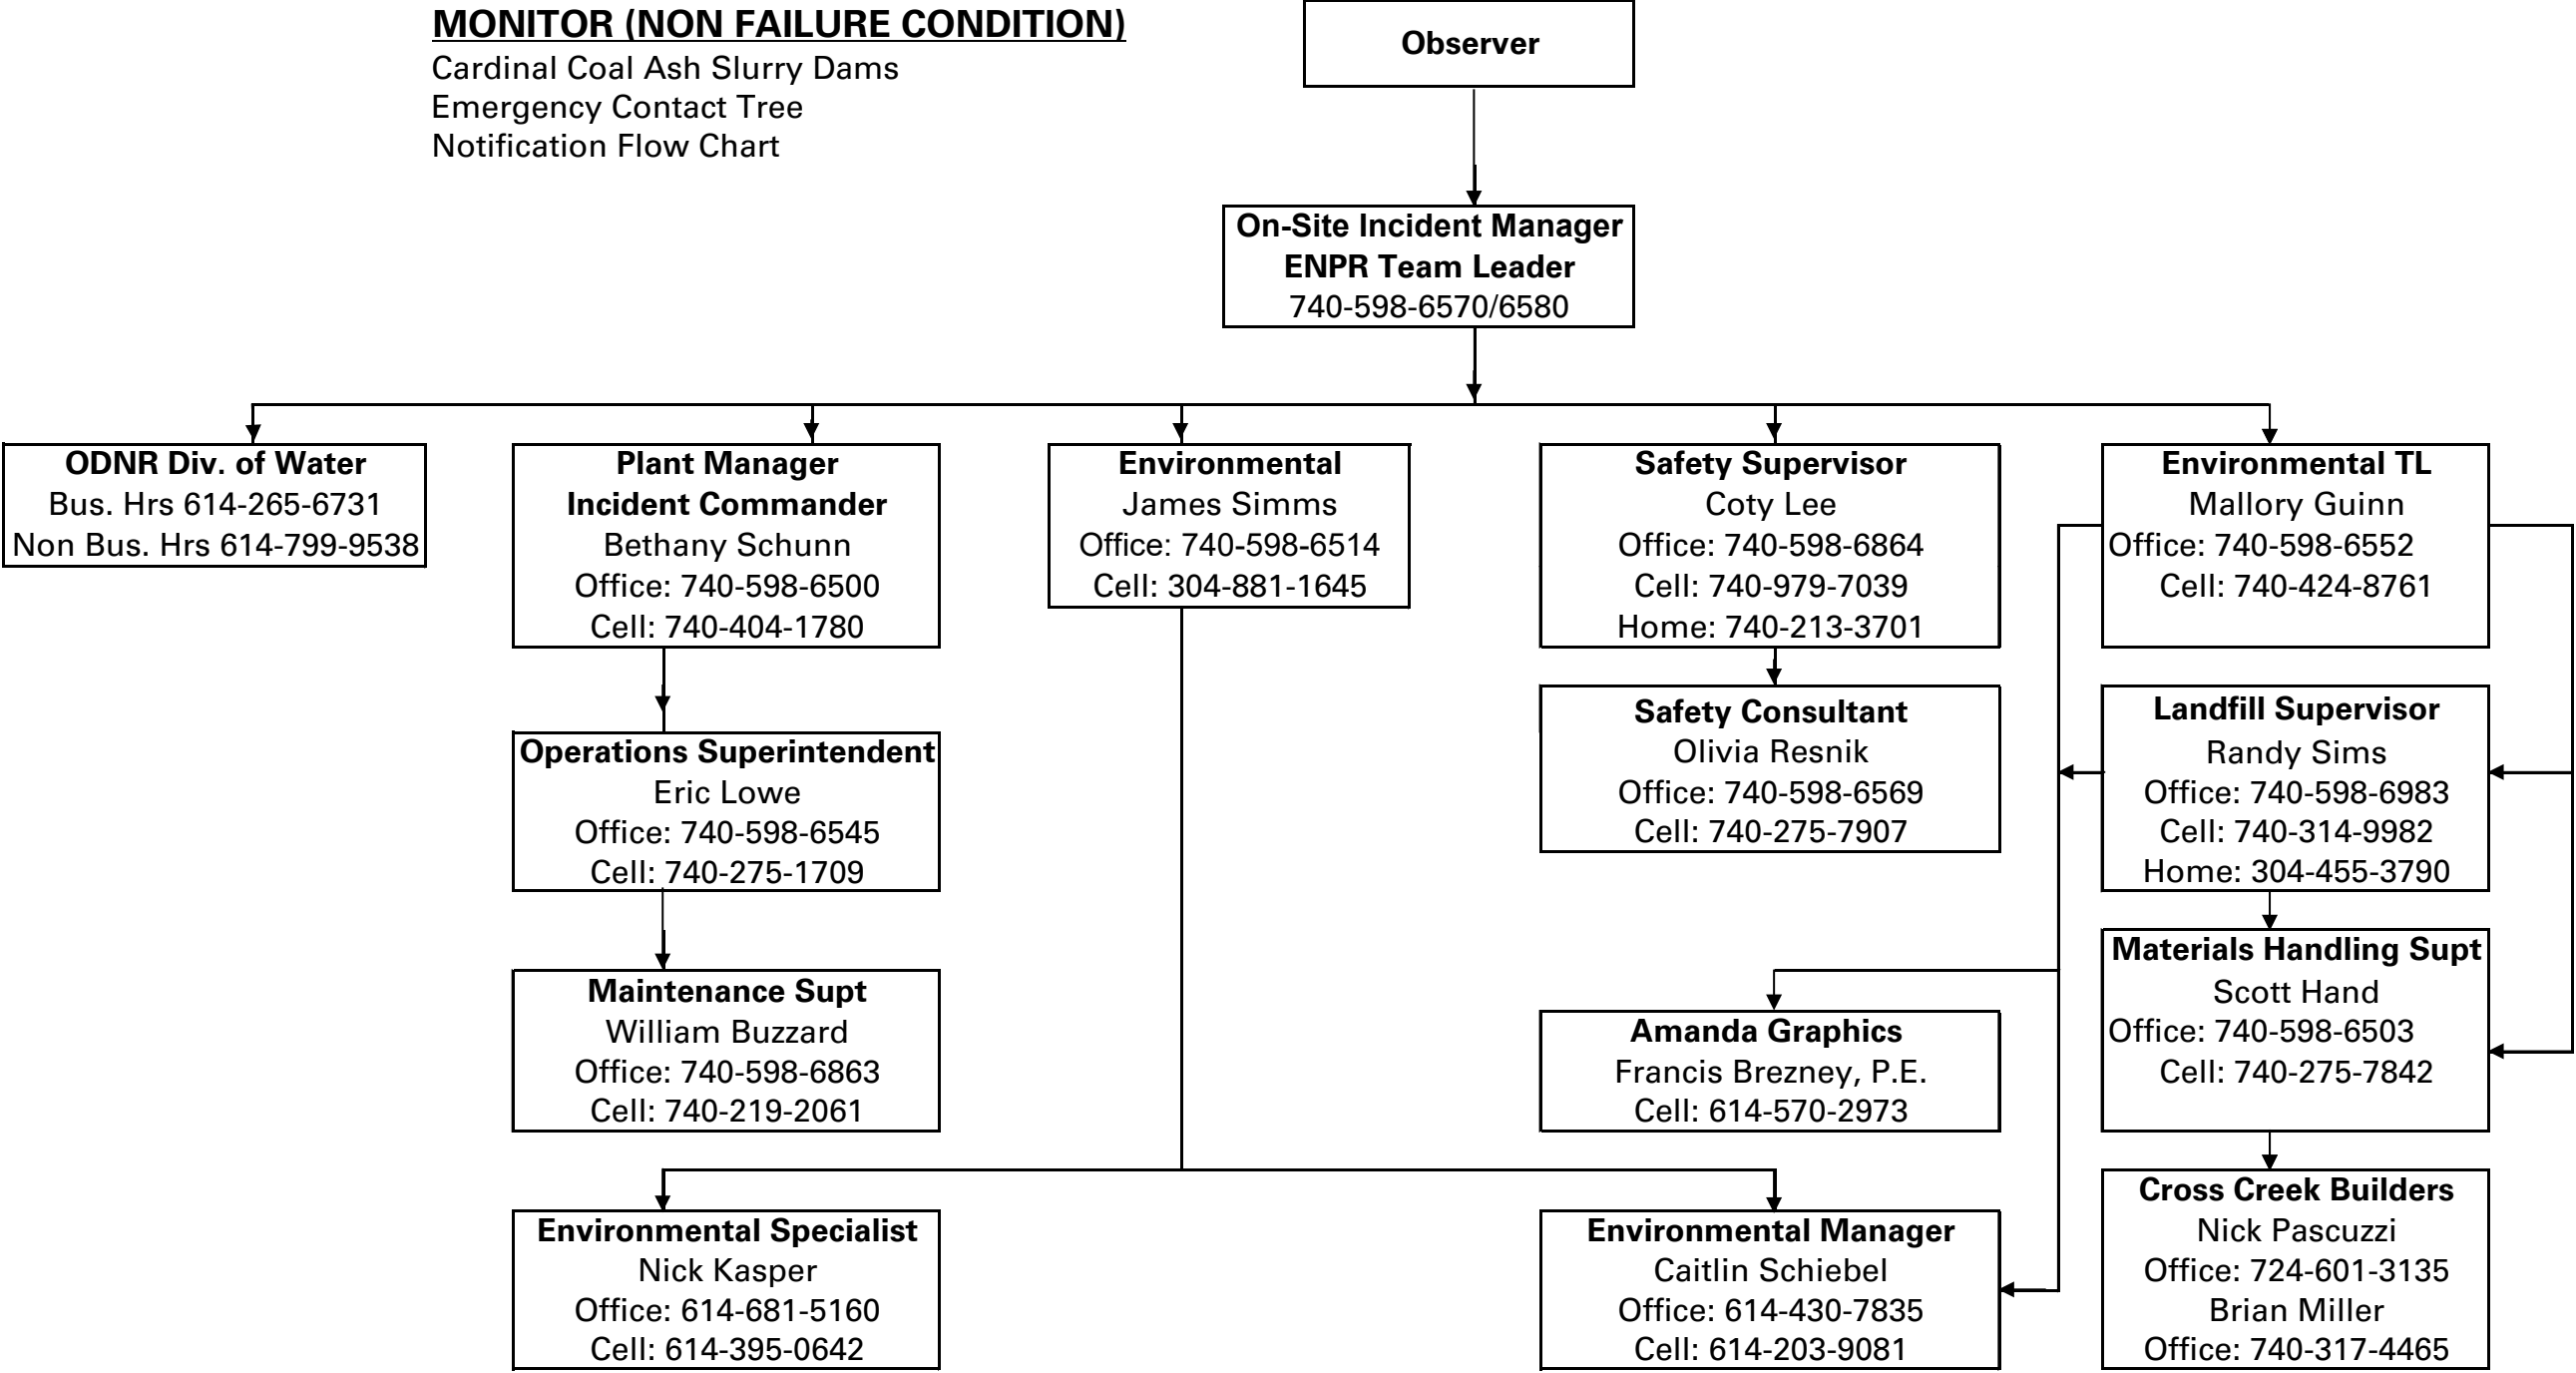 MONITOR (NON FAILURE CONDITION)
Cardinal Coal Ash Slurry Dams
Emergency Contact Tree
Notification Flow Chart
Observer
On-Site Incident Manager
ENPR Team Leader
740-598-6570/6580
ODNR Div. of Water
Bus. Hrs 614-265-6731
Non Bus. Hrs 614-799-9538
Plant Manager
Incident Commander
Bethany Schunn
Office: 740-598-6500
Cell: 740-404-1780
Environmental
James Simms
Office: 740-598-6514
Cell: 304-881-1645
Safety Supervisor
Coty Lee
Office: 740-598-6864
Cell: 740-979-7039
Home: 740-213-3701
Environmental TL
Mallory Guinn
Office: 740-598-6552
Cell: 740-424-8761
Operations Superintendent
Eric Lowe
Office: 740-598-6545
Cell: 740-275-1709
Safety Consultant
Olivia Resnik
Office: 740-598-6569
Cell: 740-275-7907
Landfill Supervisor
Randy Sims
Office: 740-598-6983
Cell: 740-314-9982
Home: 304-455-3790
Maintenance Supt
William Buzzard
Office: 740-598-6863
Cell: 740-219-2061
Amanda Graphics
Francis Brezney, P.E.
Cell: 614-570-2973
Materials Handling Supt
Scott Hand
Office: 740-598-6503
Cell: 740-275-7842
Environmental Specialist
Nick Kasper
Office: 614-681-5160
Cell: 614-395-0642
Environmental Manager
Caitlin Schiebel
Office: 614-430-7835
Cell: 614-203-9081
Cross Creek Builders
Nick Pascuzzi
Office: 724-601-3135
Brian Miller
Office: 740-317-4465